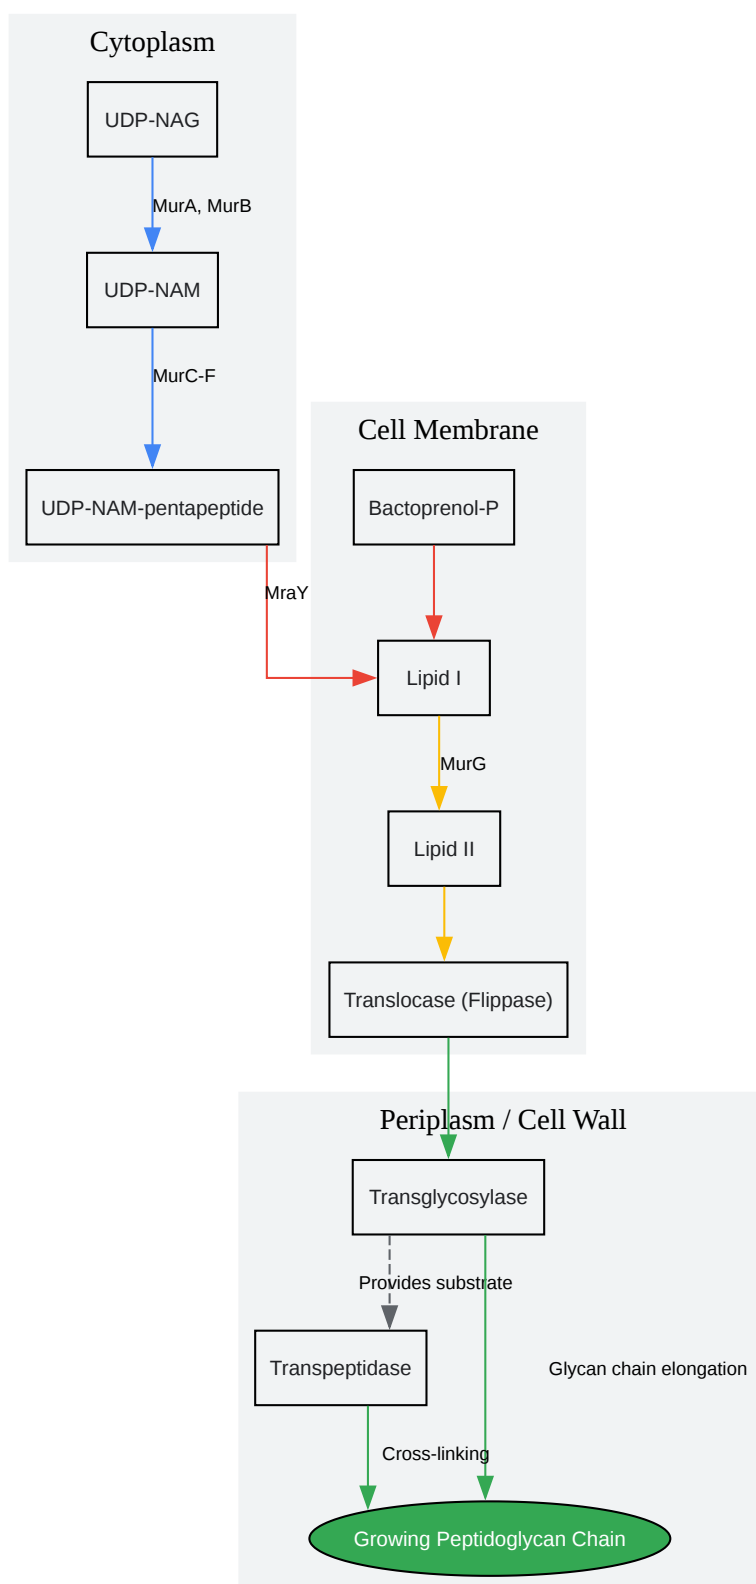 Cytoplasm
UDP-NAG
MurA, MurB
UDP-NAM
MurC-F
UDP-NAM-pentapeptide
Cell Membrane
Bactoprenol-P
MraY
Lipid I
MurG
Lipid II
Translocase (Flippase)
Periplasm / Cell Wall
Transglycosylase
Provides substrate
Transpeptidase
Glycan chain elongation
Cross-linking
Growing Peptidoglycan Chain